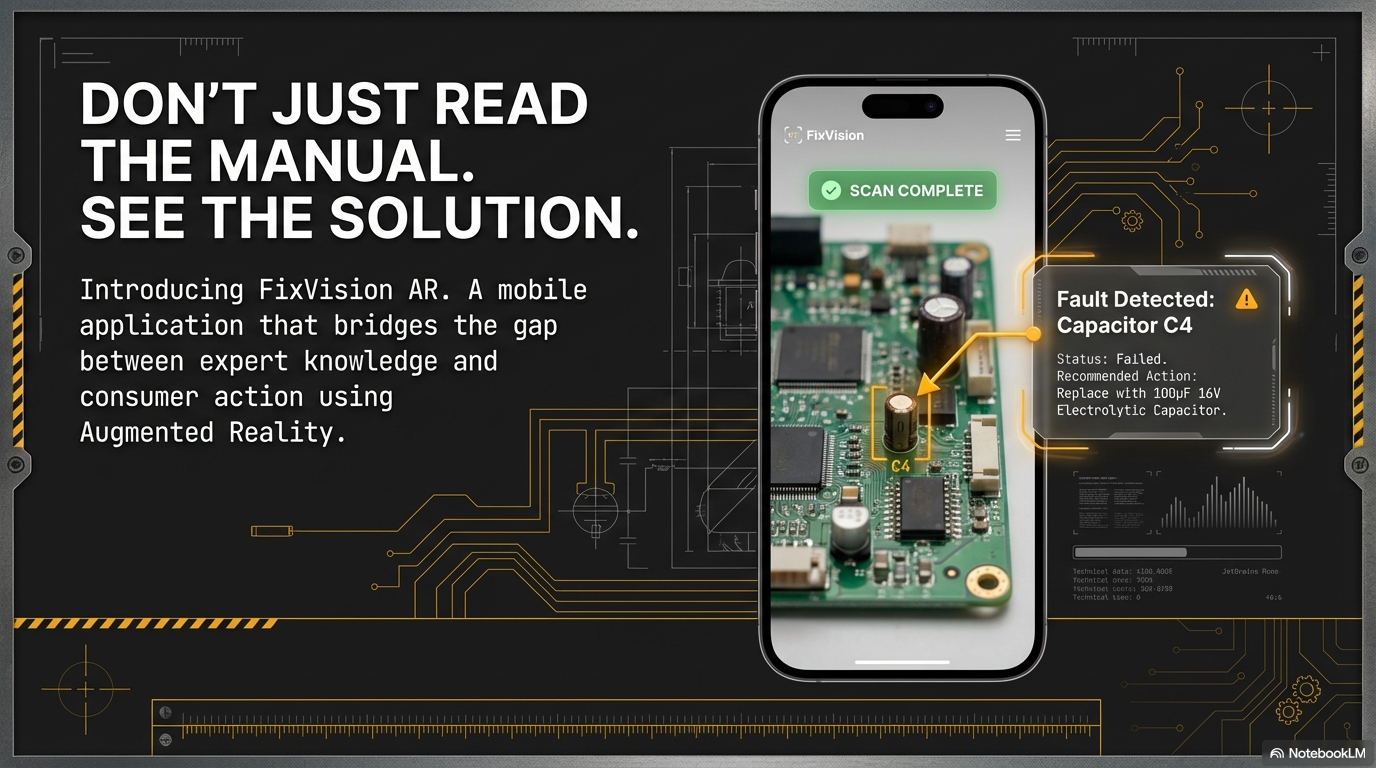 DON’T JUST READ
THE MANUAL.
SEE THE SOLUTION.
Introducing FixVision AR. A mobile
application that bridges the gap
between expert knowledge and
consumer action using
Augmented Reality.
FixVision
SCAN COMPLETE
C4
Fault Detected:
Capacitor C4
Status: Failed.
Recommended Action:
Replace with 100µF 16V
Electrolytic Capacitor.
NotebookLM